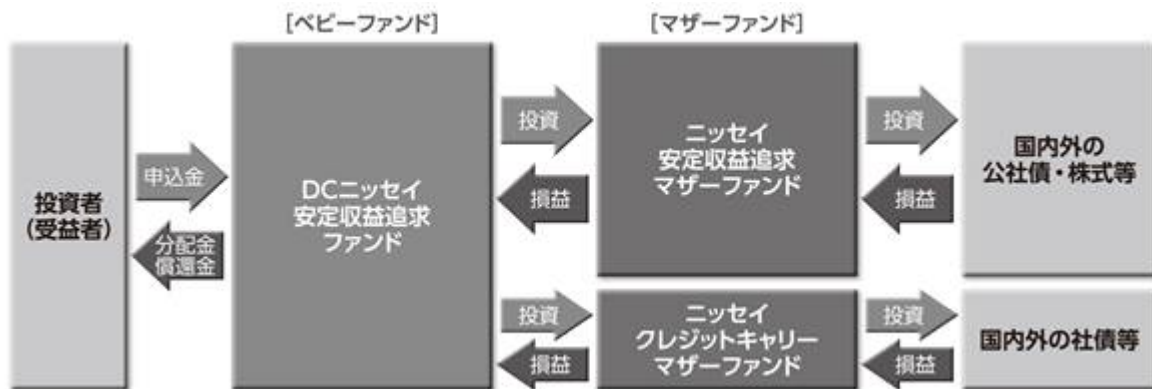 [ベビーファンド]
[マザーファンド]
投資者
(受益者)
申込金
分配金
償還金
DCニッセイ
安定収益追求
ファンド
投資
損益
ニッセイ
安定収益追求
マザーファンド
投資
損益
国内外の
公社債・株式等
投資
損益
ニッセイ
クレジットキャリー
マザーファンド
投資
損益
国内外の社債等